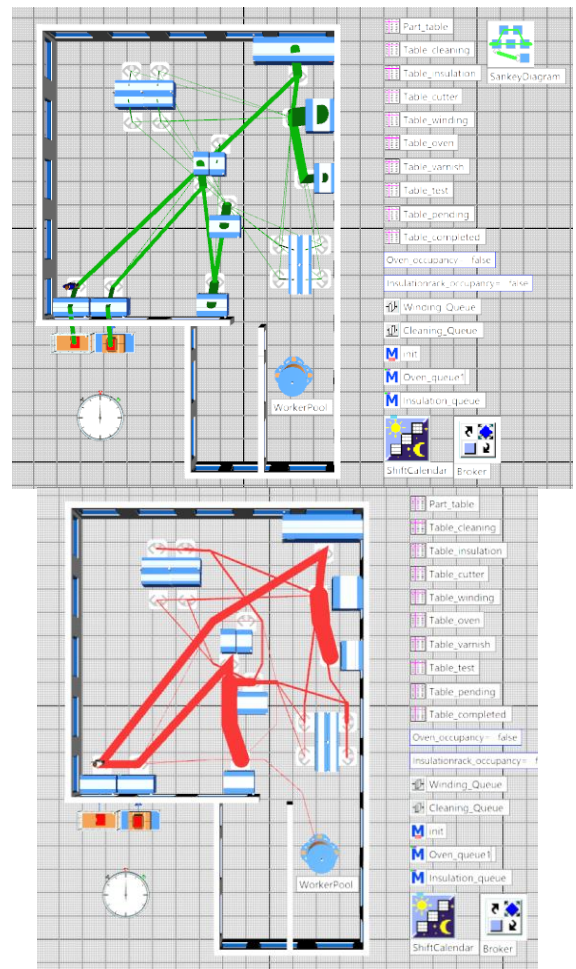 Part_table
Table_cleaning
Table_insulation
SankeyDiagram
Table_cutter
Table_winding
Table_oven
Table_varnish
Table_test
Table_pending
Table_completed
Oven_occupancy= false
Insulationrack_occupancy= false
Winding_Queue
Cleaning_Queue
init
Oven_queue1
Insulation_queue
WorkerPool
ShiftCalendar
Broker
Part_table
Table_cleaning
Table_insulation
Table_cutter
Table_winding
Table_oven
Table_varnish
Table_test
Table_pending
Table_completed
Oven_occupancy= false
Insulationrack_occupancy= f
Winding_Queue
Cleaning_Queue
init
Oven_queue1
Insulation_queue
WorkerPool
ShiftCalendar
Broker